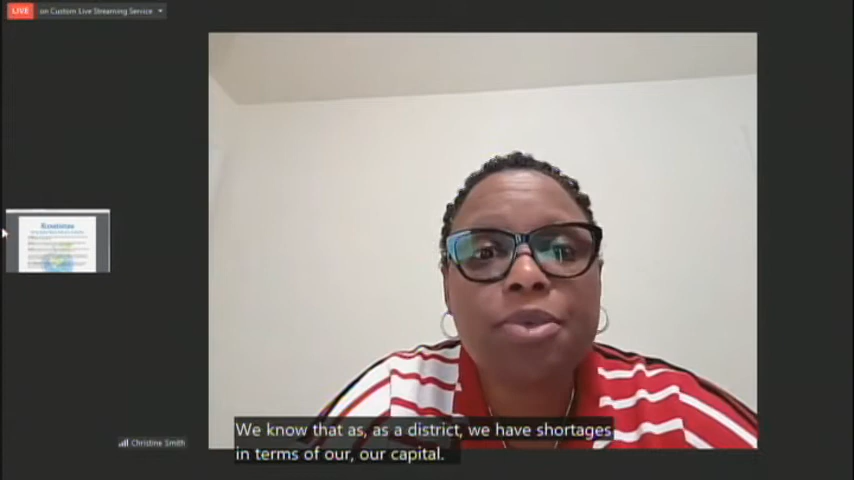 LIVE on Custom Live Streaming Service
Christine Smith
We know that as, as a district, we have shortages
in terms of our, our capital.